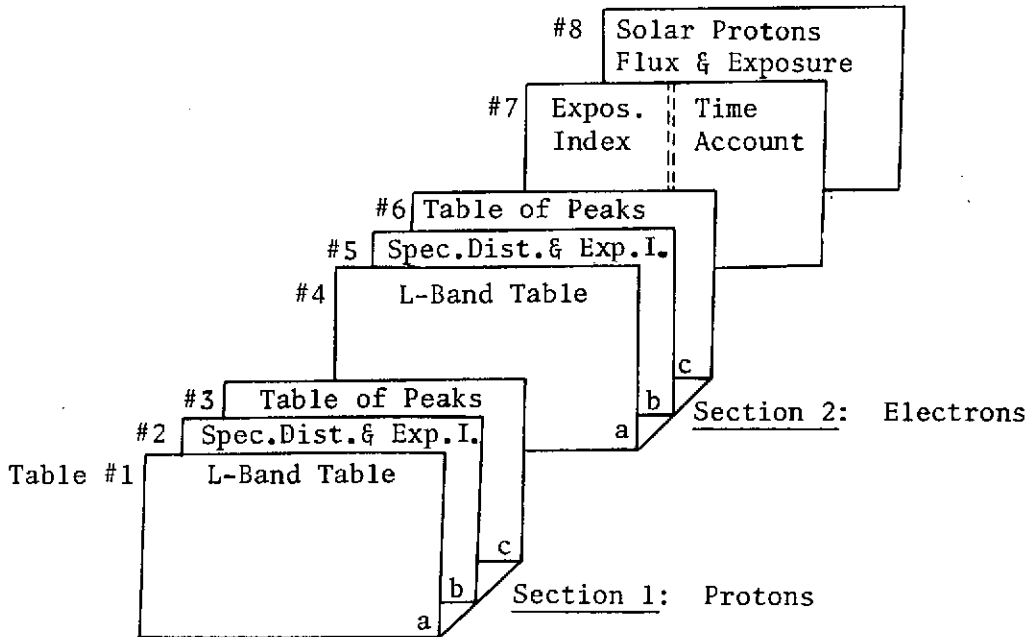 #8 Solar Protons
Flux & Exposure
#7 Expos. Time
Index Account
#6 Table of Peaks
#5 Spec.Dist.& Exp.I.
#4 L-Band Table
c
b
a
Section 2: Electrons
#3 Table of Peaks
#2 Spec.Dist.& Exp.I.
Table #1 L-Band Table
c
b
a
Section 1: Protons